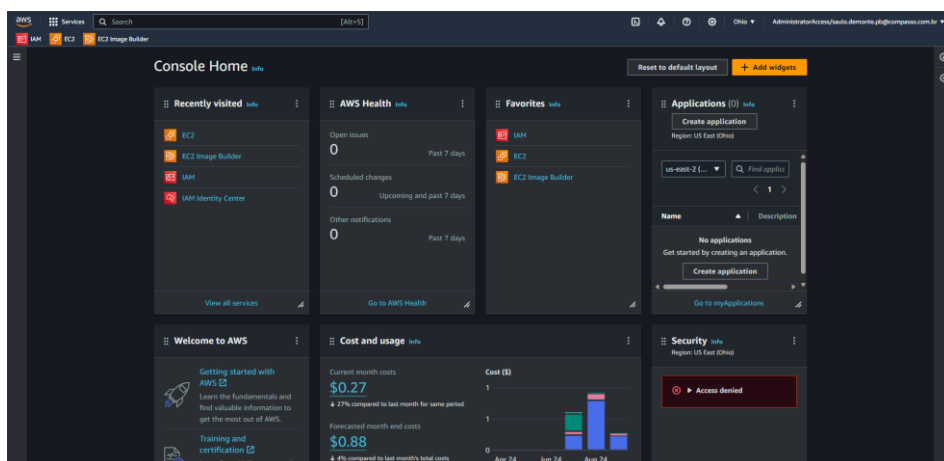 aws
Services
Search
[Alt+S]
Ohio ▼
AdministratorAccess/saulo.demonte.pb@compasso.com.br
IAM
EC2
EC2 Image Builder
Console Home Info
Reset to default layout
+ Add widgets
Recently visited Info
EC2
EC2 Image Builder
IAM
IAM Identity Center
View all services
AWS Health Info
Open issues
0
Past 7 days
Scheduled changes
0
Upcoming and past 7 days
Other notifications
0
Past 7 days
Go to AWS Health
Favorites Info
IAM
EC2
EC2 Image Builder
Applications (0) Info
Create application
Region: US East (Ohio)
us-east-2 (...
Find applica
1
Name
Description
No applications
Get started by creating an application.
Create application
Go to myApplications
Welcome to AWS
Getting started with
AWS
Learn the fundamentals and
find valuable information to
get the most out of AWS.
Training and
certification
Cost and usage Info
Current month costs
$0.27
↓ 27% compared to last month for same period
Forecasted month end costs
$0.88
↓ 4% compared to last month's total costs
Cost ($)
1
1
0
Apr 24
Jun 24
Aug 24
Security Info
Region: US East (Ohio)
Access denied